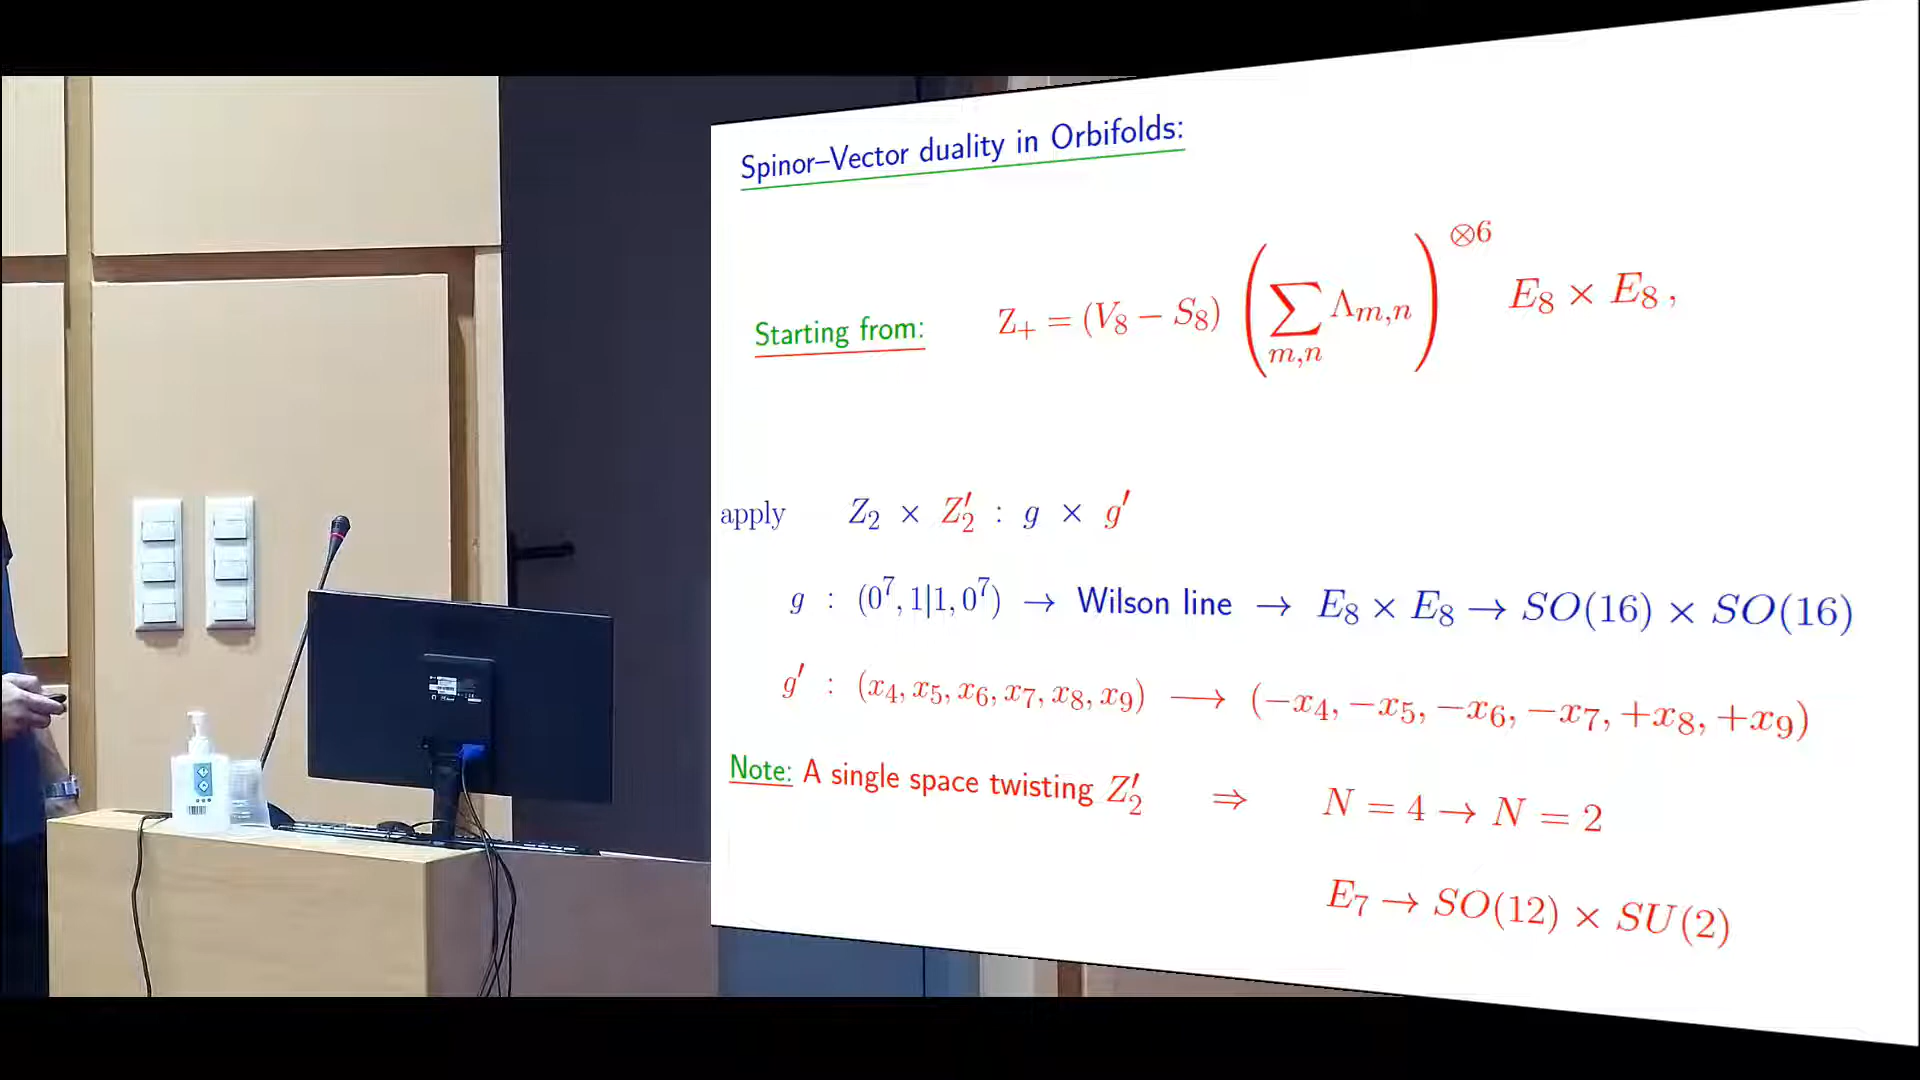 Spinor–Vector duality in Orbifolds:
Starting from: Z₊ = (V₈ − S₈) (∑_{m,n} Λ_{m,n})^{⊗6} E₈ × E₈ ,
apply Z₂ × Z₂′ : g × g′
g : (0⁷, 1|1, 0⁷) → Wilson line → E₈ × E₈ → SO(16) × SO(16)
g′ : (x₄, x₅, x₆, x₇, x₈, x₉) ⟶ (−x₄, −x₅, −x₆, −x₇, +x₈, +x₉)
Note: A single space twisting Z₂′ ⇒ N = 4 → N = 2
E₇ → SO(12) × SU(2)